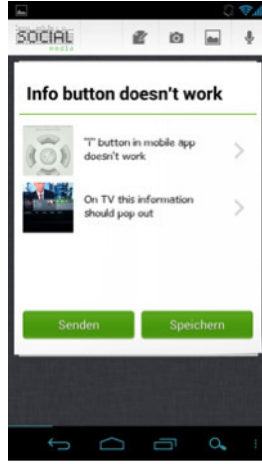 SOCIAL
media
Info button doesn't work
"i" button in mobile app
doesn't work
On TV this information
should pop out
Senden
Speichern